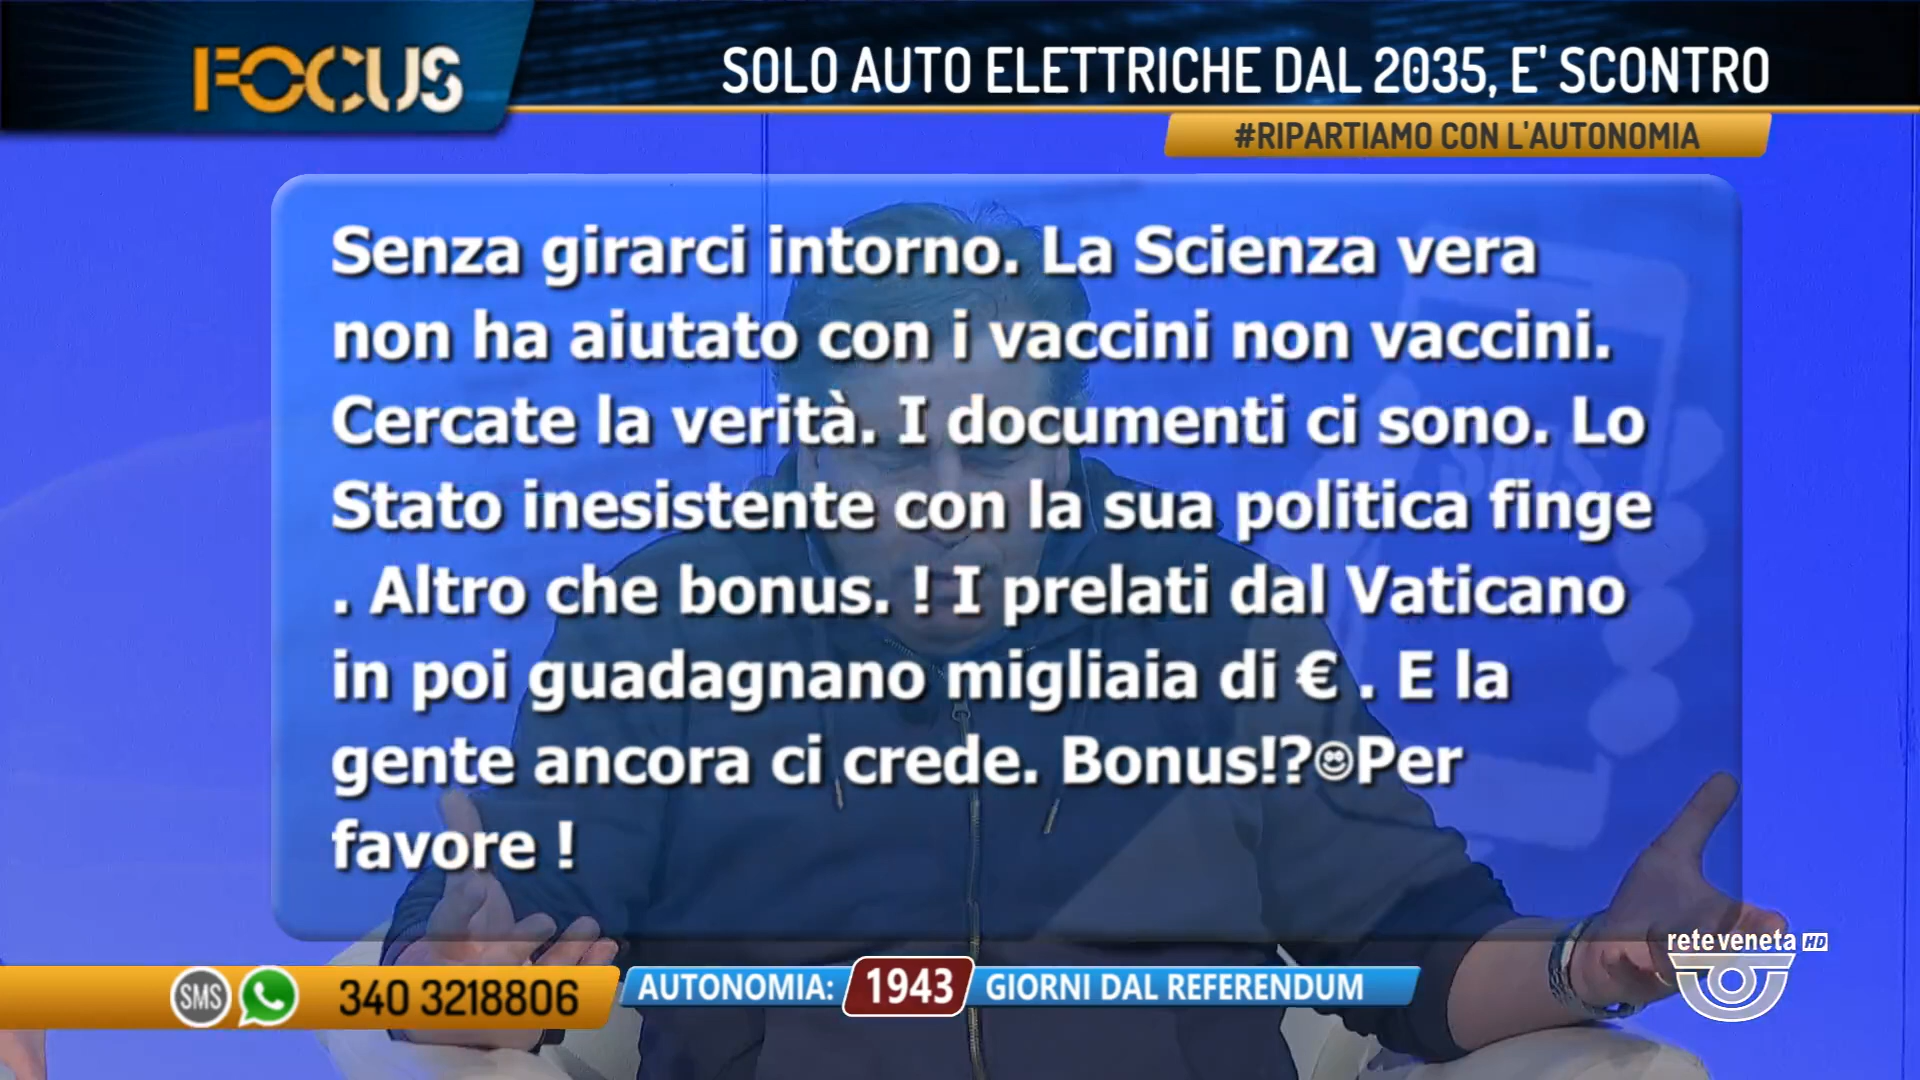 FOCUS
SOLO AUTO ELETTRICHE DAL 2035, E' SCONTRO
#RIPARTIAMO CON L'AUTONOMIA
Senza girarci intorno. La Scienza vera
non ha aiutato con i vaccini non vaccini.
Cercate la verità. I documenti ci sono. Lo
Stato inesistente con la sua politica finge
. Altro che bonus. ! I prelati dal Vaticano
in poi guadagnano migliaia di € . E la
gente ancora ci crede. Bonus!?☺Per
favore !
SMS
reteveneta HD
SMS 340 3218806
AUTONOMIA: 1943 GIORNI DAL REFERENDUM